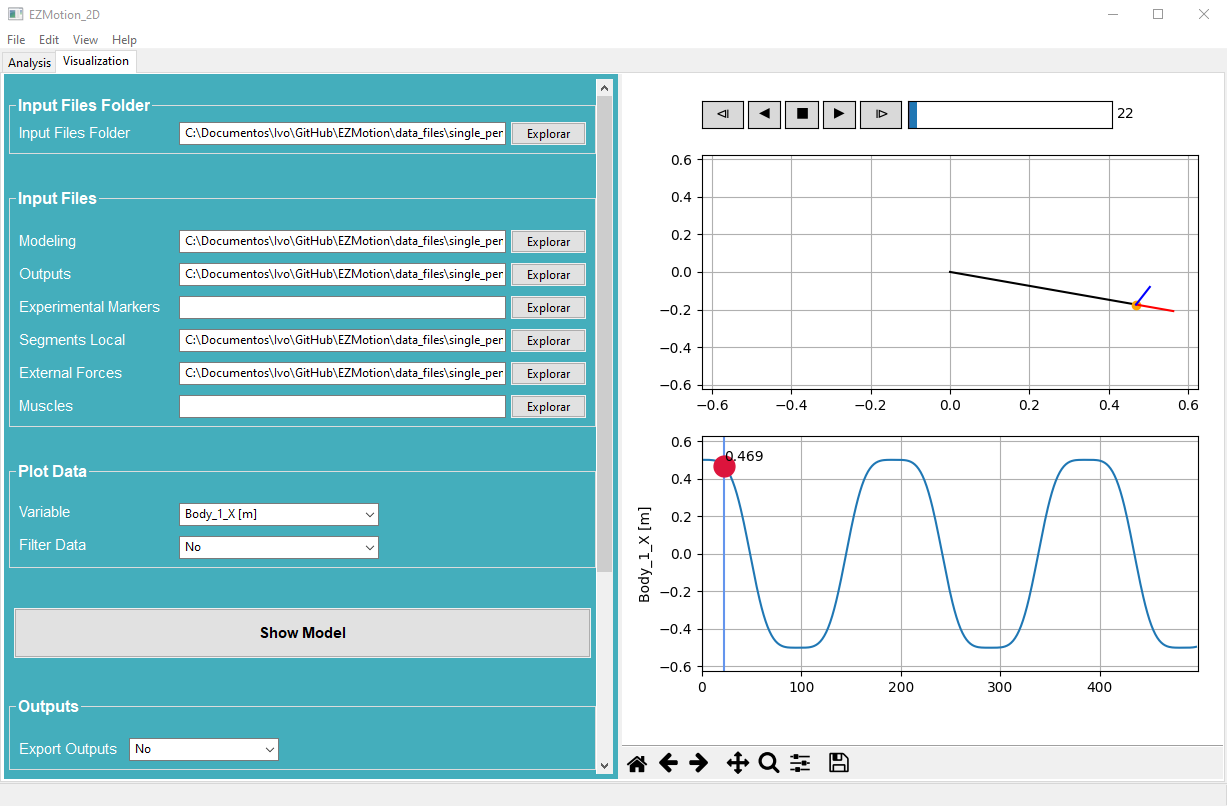 EZMotion_2D
File Edit View Help
Analysis Visualization
Input Files Folder
Input Files Folder C:\Documentos\Ivo\GitHub\EZMotion\data_files\single_per Explorar
Input Files
Modeling C:\Documentos\Ivo\GitHub\EZMotion\data_files\single_per Explorar
Outputs C:\Documentos\Ivo\GitHub\EZMotion\data_files\single_per Explorar
Experimental Markers Explorar
Segments Local C:\Documentos\Ivo\GitHub\EZMotion\data_files\single_per Explorar
External Forces C:\Documentos\Ivo\GitHub\EZMotion\data_files\single_per Explorar
Muscles Explorar
Plot Data
Variable Body_1_X [m]
Filter Data No
Show Model
Outputs
Export Outputs No
22
0.6
0.4
0.2
0.0
−0.2
−0.4
−0.6
−0.6 −0.4 −0.2 0.0 0.2 0.4 0.6
0.469
Body_1_X [m]
0.6
0.4
0.2
0.0
−0.2
−0.4
−0.6
0 100 200 300 400